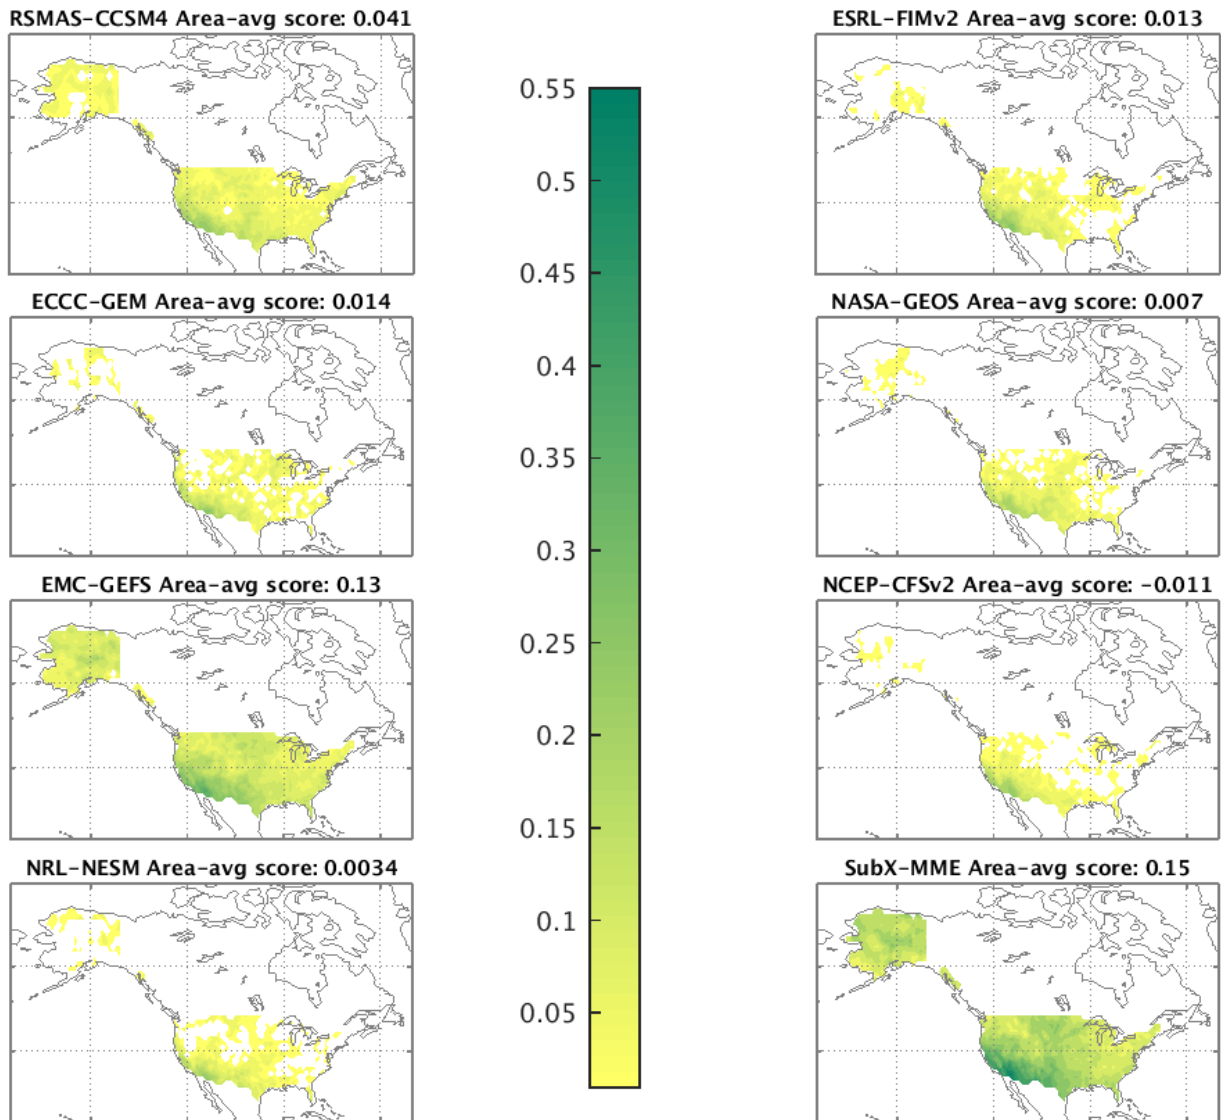 RSMAS-CCSM4 Area-avg score: 0.041
ESRL-FIMv2 Area-avg score: 0.013
ECCC-GEM Area-avg score: 0.014
NASA-GEOS Area-avg score: 0.007
EMC-GEFS Area-avg score: 0.13
NCEP-CFSv2 Area-avg score: -0.011
NRL-NESM Area-avg score: 0.0034
SubX-MME Area-avg score: 0.15
0.55
0.5
0.45
0.4
0.35
0.3
0.25
0.2
0.15
0.1
0.05